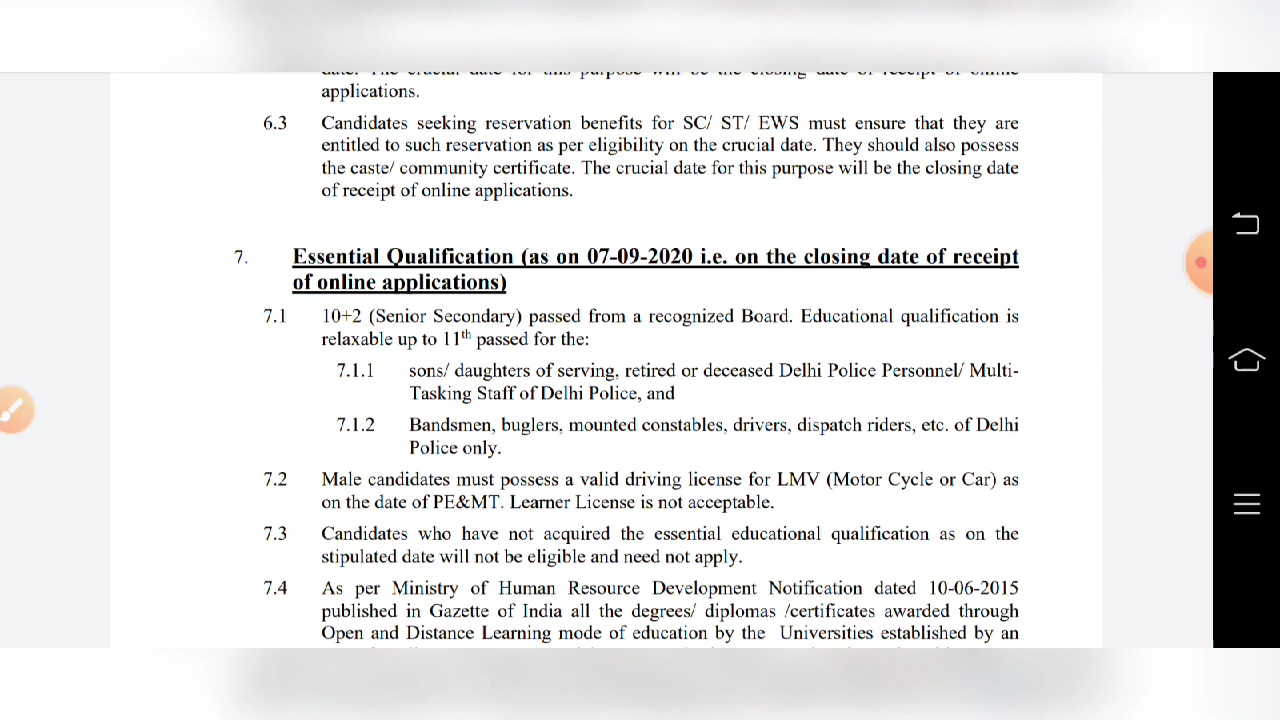 applications.
6.3 Candidates seeking reservation benefits for SC/ ST/ EWS must ensure that they are
entitled to such reservation as per eligibility on the crucial date. They should also possess
the caste/ community certificate. The crucial date for this purpose will be the closing date
of receipt of online applications.
7. Essential Qualification (as on 07-09-2020 i.e. on the closing date of receipt
of online applications)
7.1 10+2 (Senior Secondary) passed from a recognized Board. Educational qualification is
relaxable up to 11th passed for the:
7.1.1 sons/ daughters of serving, retired or deceased Delhi Police Personnel/ Multi-
Tasking Staff of Delhi Police, and
7.1.2 Bandsmen, buglers, mounted constables, drivers, dispatch riders, etc. of Delhi
Police only.
7.2 Male candidates must possess a valid driving license for LMV (Motor Cycle or Car) as
on the date of PE&MT. Learner License is not acceptable.
7.3 Candidates who have not acquired the essential educational qualification as on the
stipulated date will not be eligible and need not apply.
7.4 As per Ministry of Human Resource Development Notification dated 10-06-2015
published in Gazette of India all the degrees/ diplomas /certificates awarded through
Open and Distance Learning mode of education by the Universities established by an